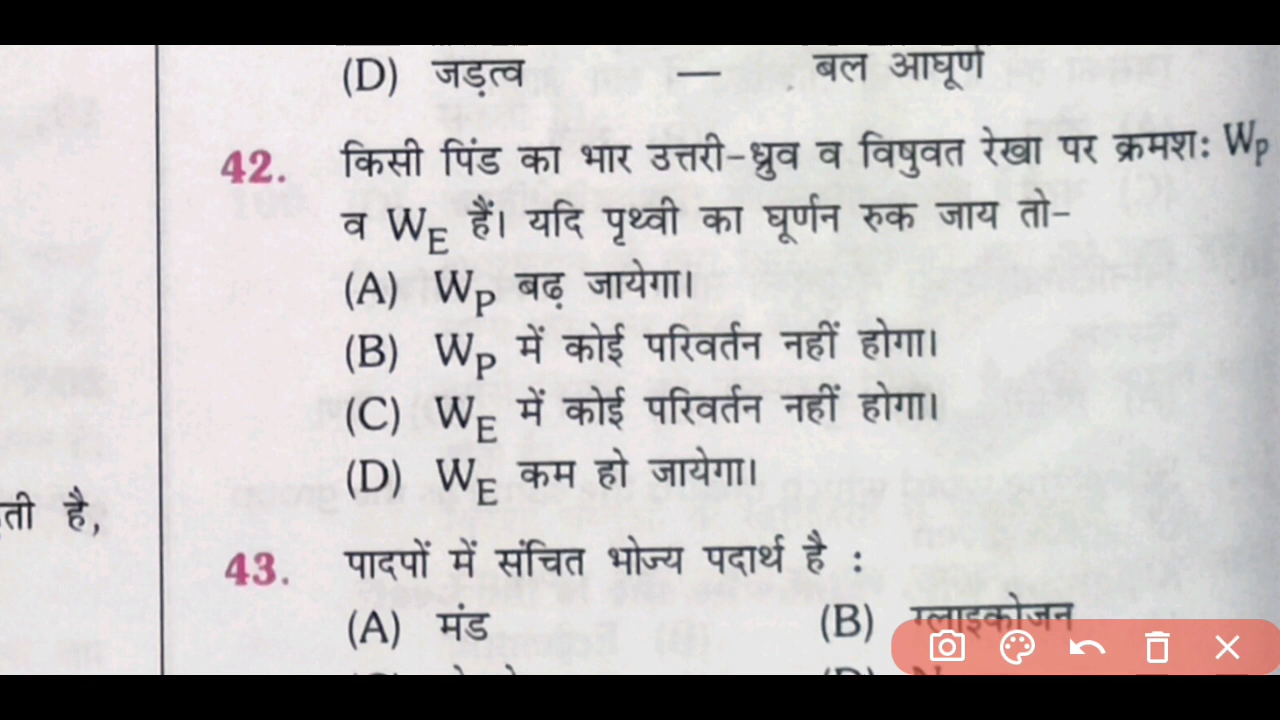 (D) जड़त्व — बल आघूर्ण
42. किसी पिंड का भार उत्तरी-ध्रुव व विषुवत रेखा पर क्रमशः W_P
व W_E हैं। यदि पृथ्वी का घूर्णन रुक जाय तो-
(A) W_P बढ़ जायेगा।
(B) W_P में कोई परिवर्तन नहीं होगा।
(C) W_E में कोई परिवर्तन नहीं होगा।
(D) W_E कम हो जायेगा।
ती है,
43. पादपों में संचित भोज्य पदार्थ है :
(A) मंड (B) ग्लाइकोजन